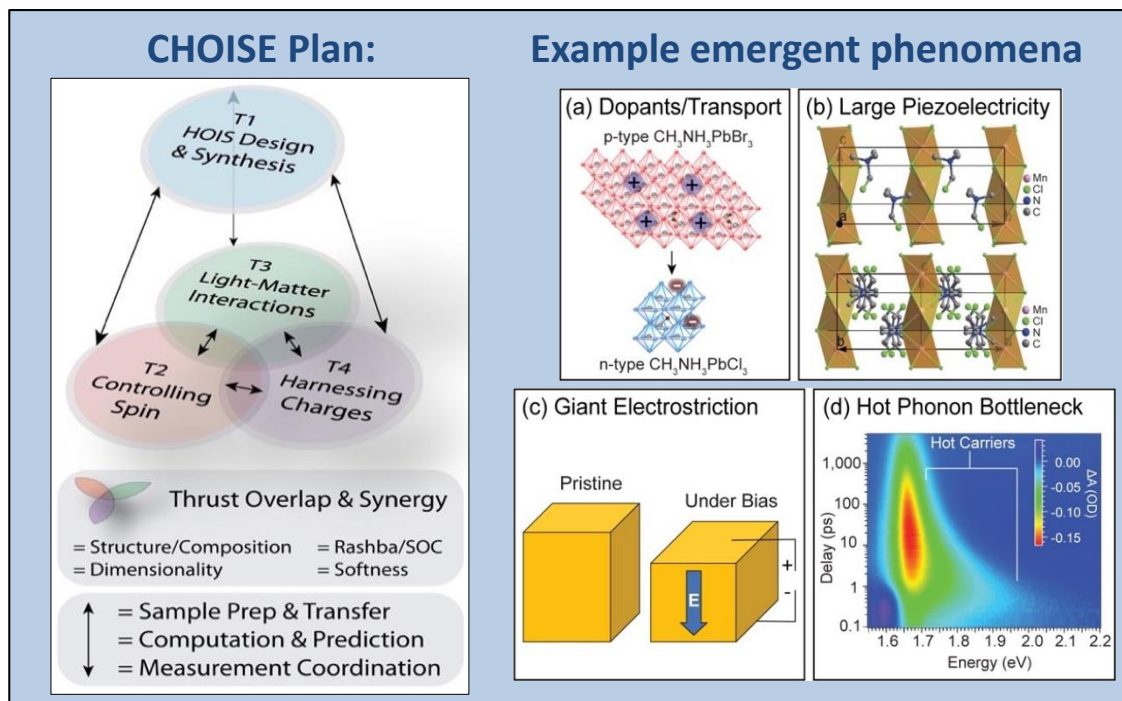 CHOISE Plan:
T1
HOIS Design
& Synthesis
T3
Light-Matter
Interactions
T2
Controlling
Spin
T4
Harnessing
Charges
Thrust Overlap & Synergy
= Structure/Composition = Rashba/SOC
= Dimensionality = Softness
= Sample Prep & Transfer
= Computation & Prediction
= Measurement Coordination
Example emergent phenomena
(a) Dopants/Transport
p-type CH₃NH₃PbBr₃
+ +
+ +
-
-
n-type CH₃NH₃PbCl₃
(b) Large Piezoelectricity
c
a
Mn
Cl
N
C
b
Mn
Cl
N
C
(c) Giant Electrostriction
Pristine
Under Bias
+
-
E
(d) Hot Phonon Bottleneck
Hot Carriers
0.00
-0.05
-0.10
-0.15
ΔA (OD)
1,000
100
10
1
0.1
Delay (ps)
1.6 1.7 1.8 1.9 2.0 2.1 2.2
Energy (eV)